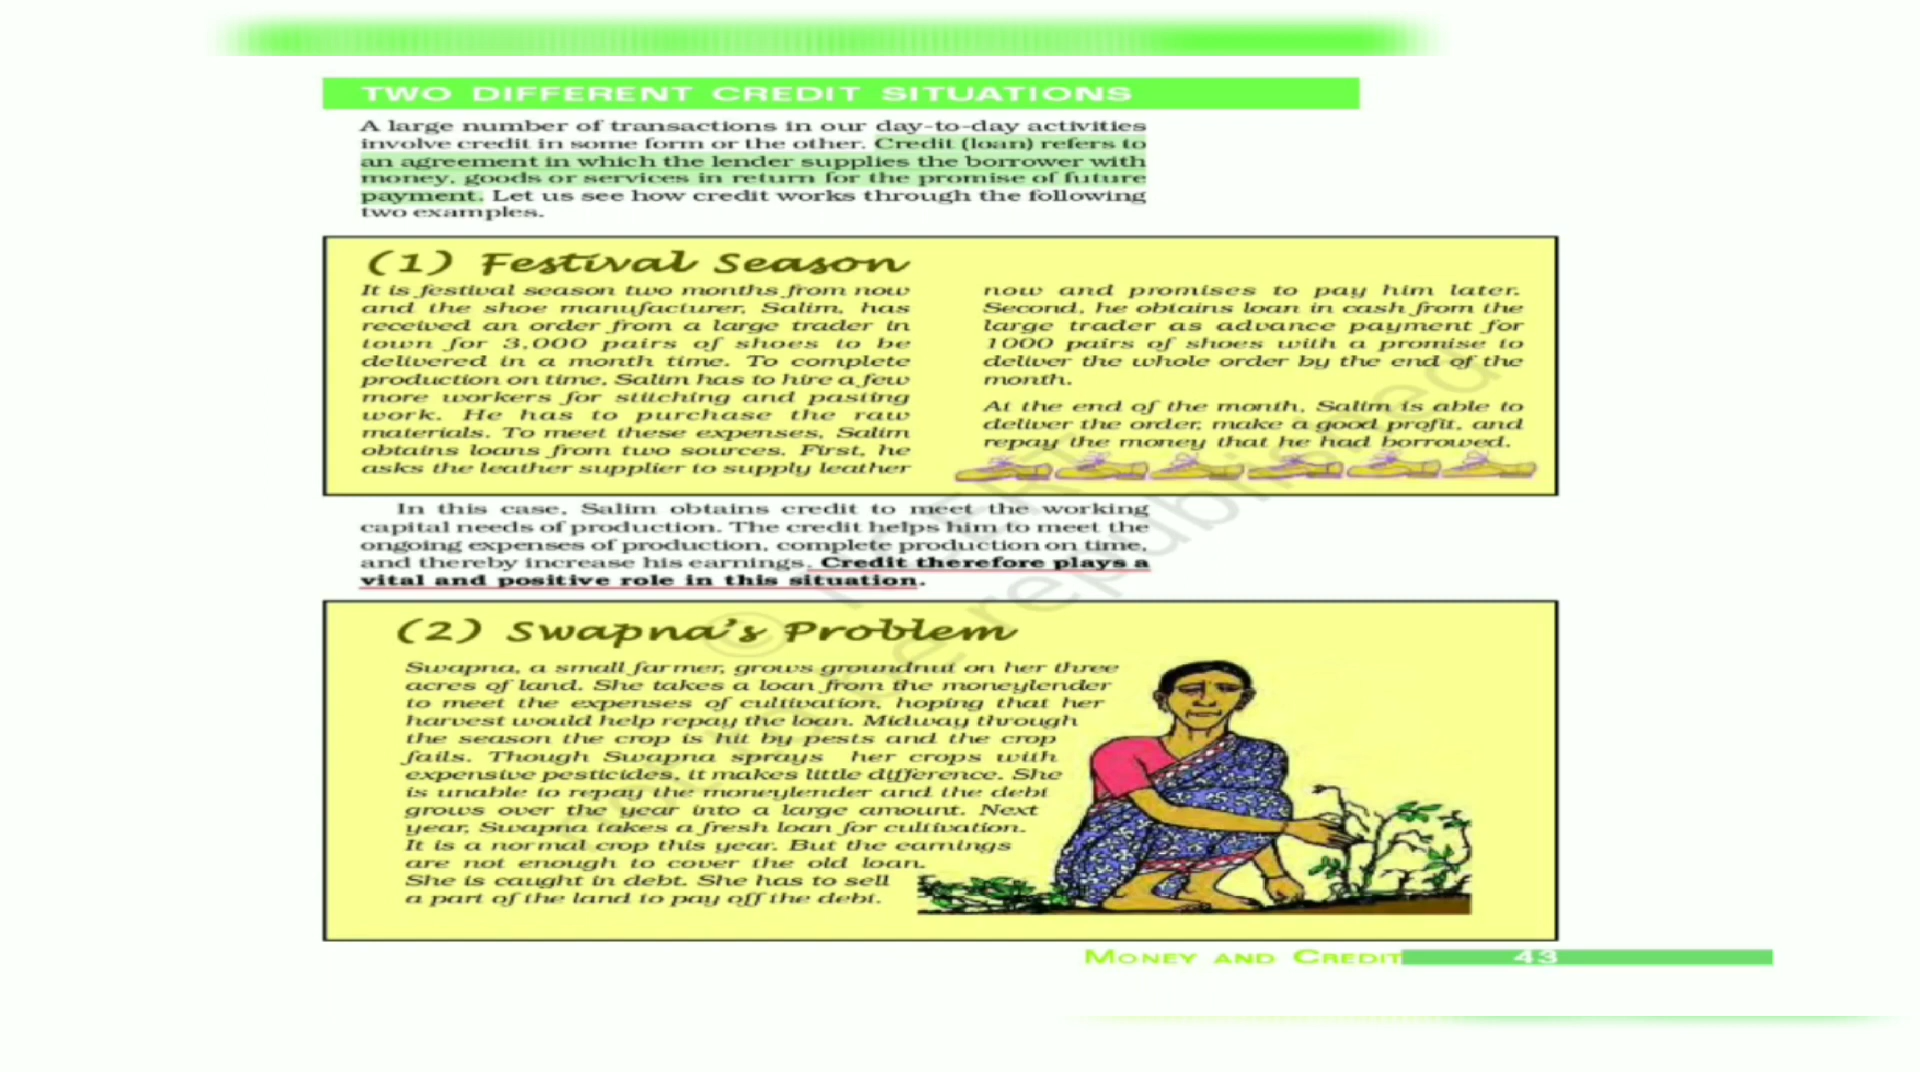 TWO DIFFERENT CREDIT SITUATIONS
A large number of transactions in our day-to-day activities
involve credit in some form or the other. Credit (loan) refers to
an agreement in which the lender supplies the borrower with
money, goods or services in return for the promise of future
payment. Let us see how credit works through the following
two examples.
(1) Festival Season
It is festival season two months from now
and the shoe manufacturer, Salim, has
received an order from a large trader in
town for 3,000 pairs of shoes to be
delivered in a month time. To complete
production on time, Salim has to hire a few
more workers for stitching and pasting
work. He has to purchase the raw
materials. To meet these expenses, Salim
obtains loans from two sources. First, he
asks the leather supplier to supply leather
now and promises to pay him later.
Second, he obtains loan in cash from the
large trader as advance payment for
1000 pairs of shoes with a promise to
deliver the whole order by the end of the
month.
At the end of the month, Salim is able to
deliver the order, make a good profit, and
repay the money that he had borrowed.
In this case, Salim obtains credit to meet the working
capital needs of production. The credit helps him to meet the
ongoing expenses of production, complete production on time,
and thereby increase his earnings. Credit therefore plays a
vital and positive role in this situation.
(2) Swapna's Problem
Swapna, a small farmer, grows groundnut on her three
acres of land. She takes a loan from the moneylender
to meet the expenses of cultivation, hoping that her
harvest would help repay the loan. Midway through
the season the crop is hit by pests and the crop
fails. Though Swapna sprays her crops with
expensive pesticides, it makes little difference. She
is unable to repay the moneylender and the debt
grows over the year into a large amount. Next
year, Swapna takes a fresh loan for cultivation.
It is a normal crop this year. But the earnings
are not enough to cover the old loan.
She is caught in debt. She has to sell
a part of the land to pay off the debt.
MONEY AND CREDIT 43
© NCERT
be republished